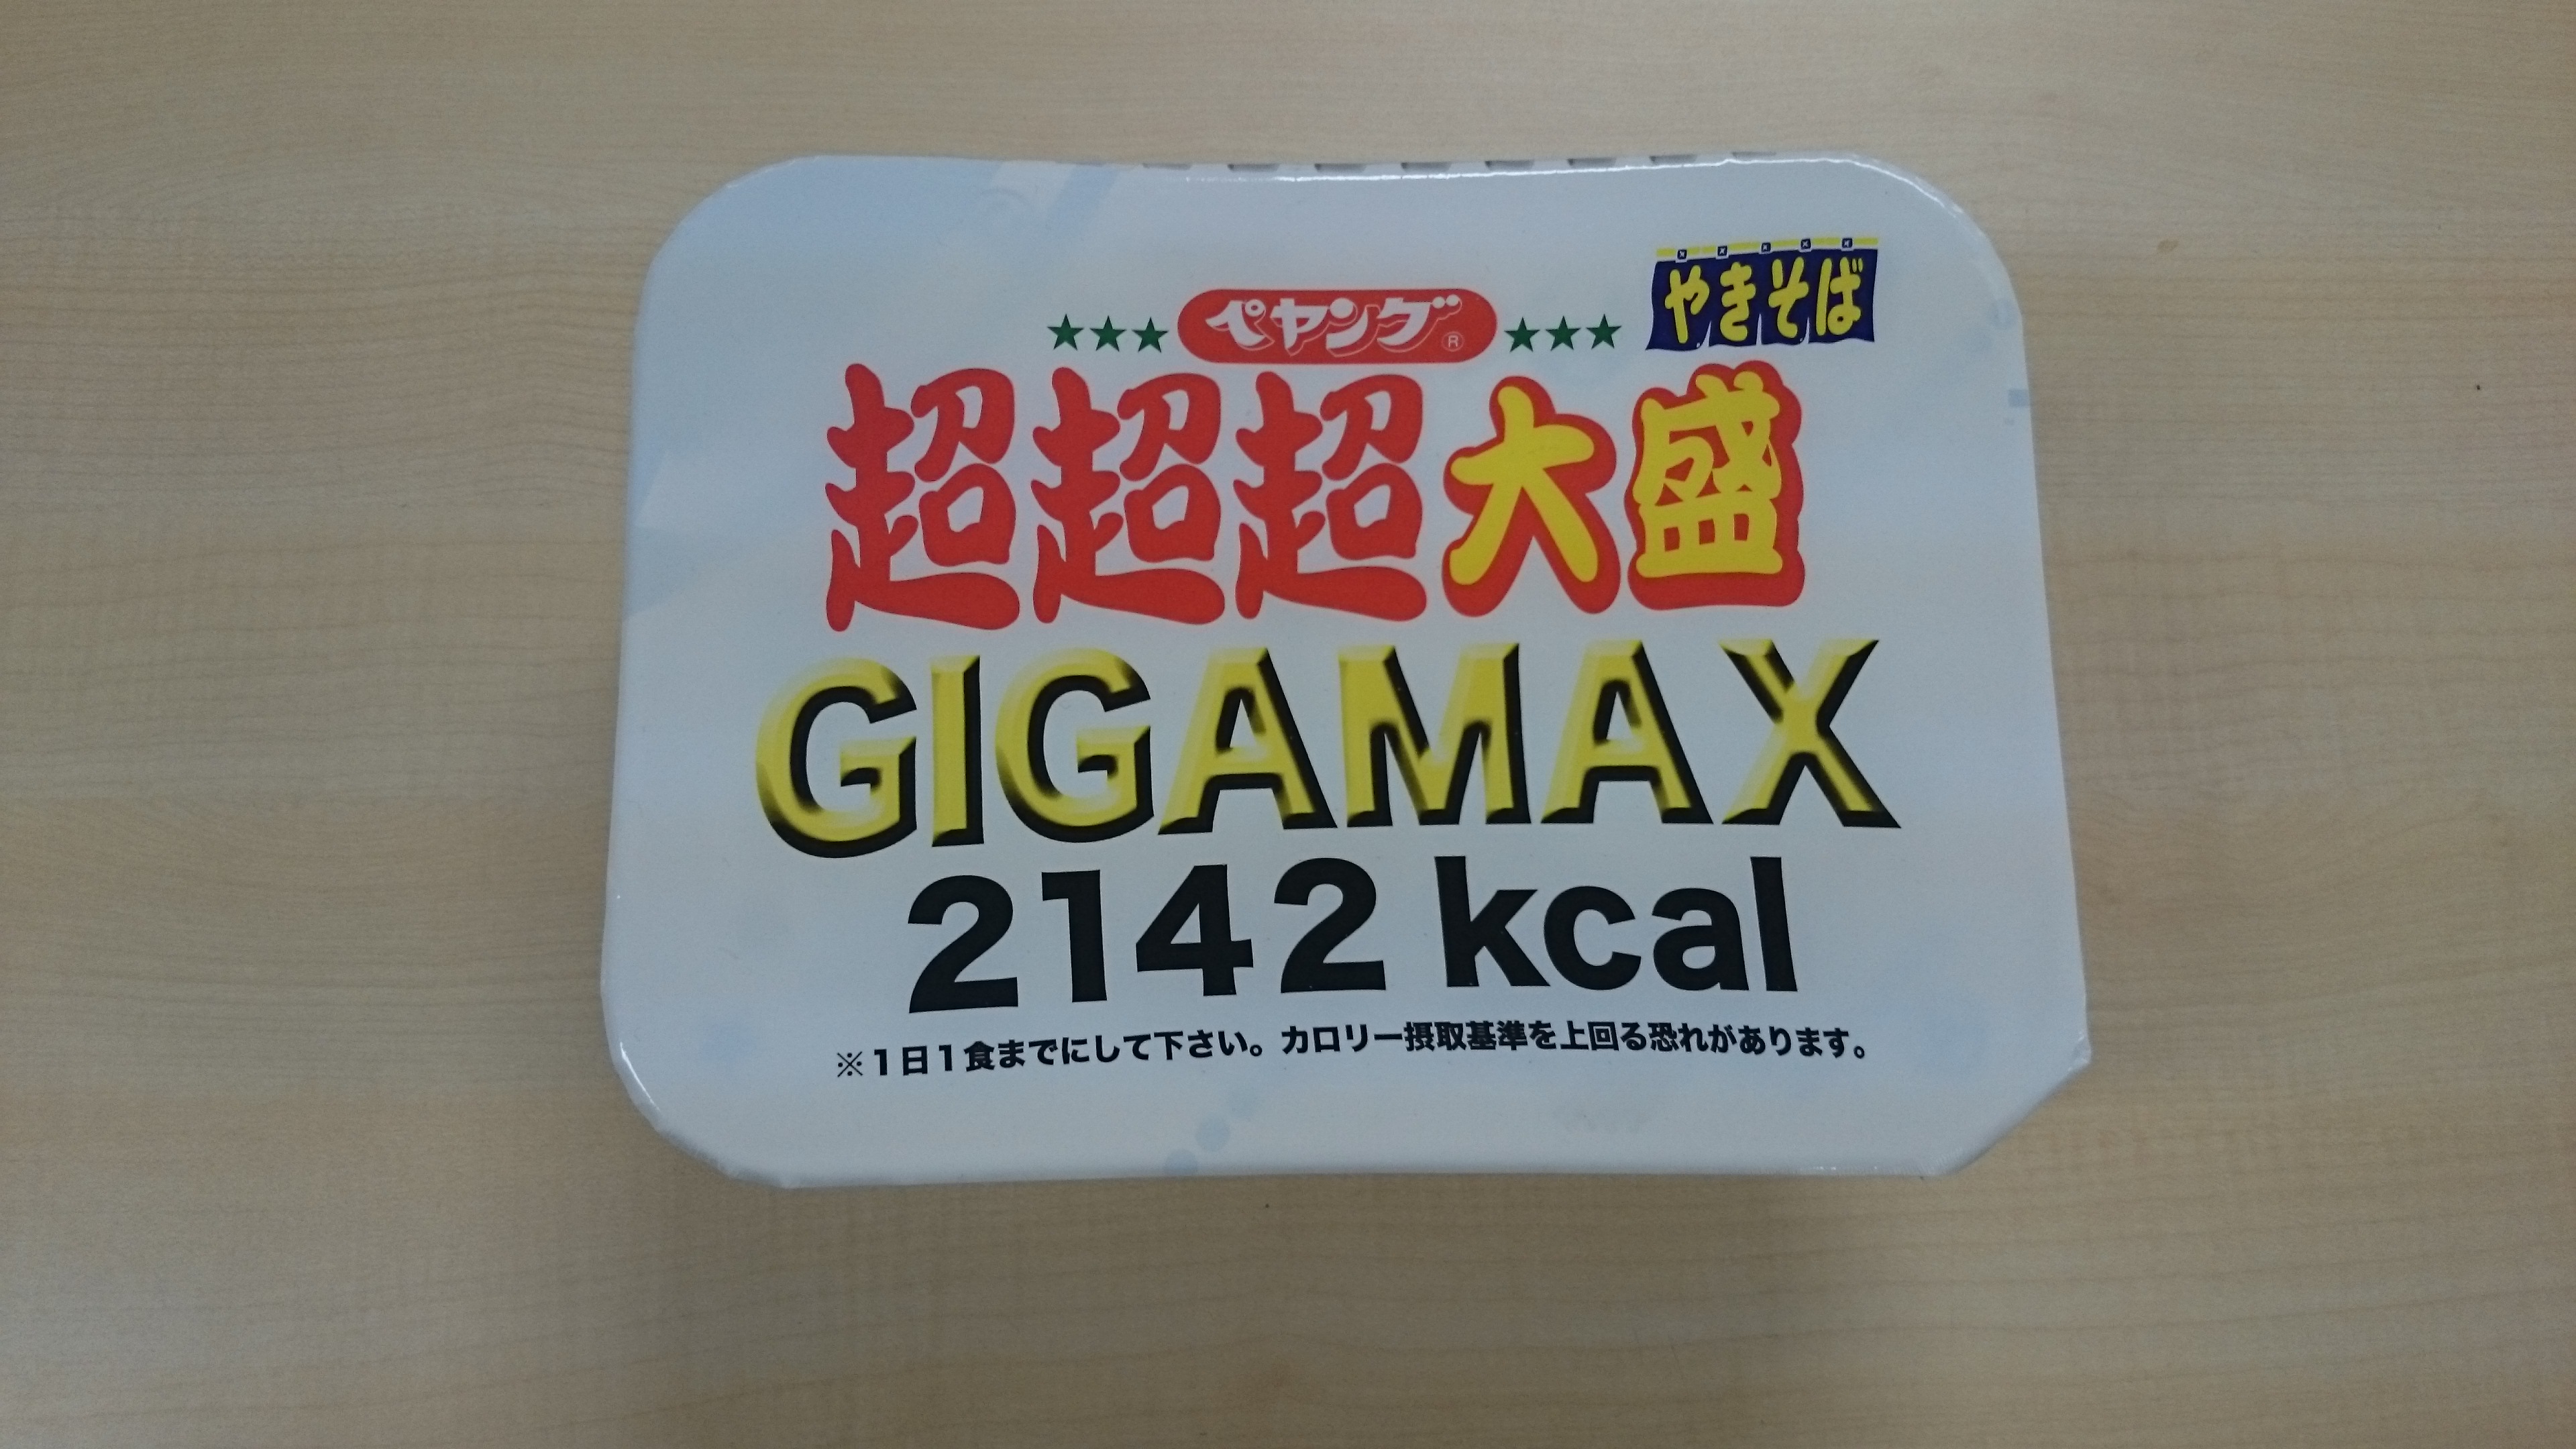 やきそば
★★★ペヤング®★★★
超超超大盛
GIGAMAX
2142kcal
※1日1食までにして下さい。カロリー摂取基準を上回る恐れがあります。